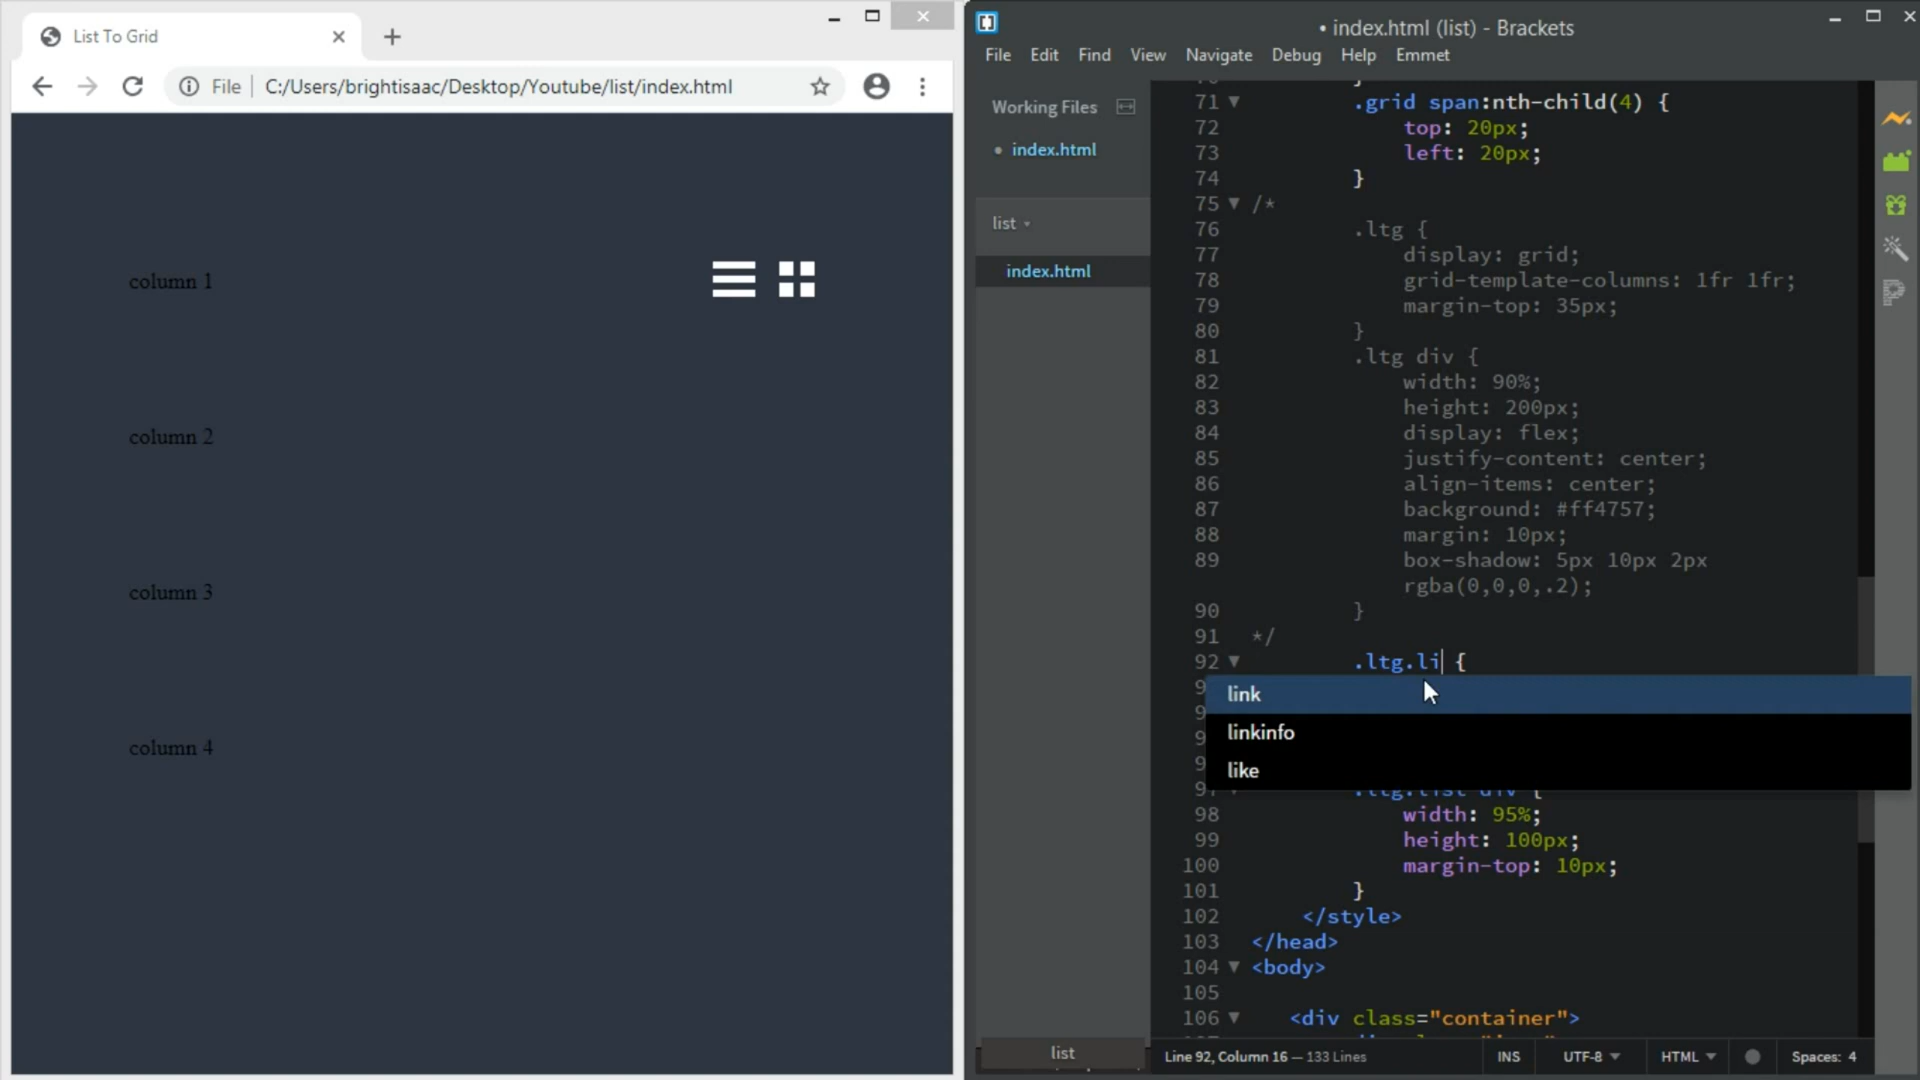 List To Grid
File C:/Users/brightisaac/Desktop/Youtube/list/index.html
column 1
column 2
column 3
column 4
• index.html (list) - Brackets
File Edit Find View Navigate Debug Help Emmet
Working Files
• index.html
list
index.html
list
71 .grid span:nth-child(4) {
72 top: 20px;
73 left: 20px;
74 }
75 /*
76 .ltg {
77 display: grid;
78 grid-template-columns: 1fr 1fr;
79 margin-top: 35px;
80 }
81 .ltg div {
82 width: 90%;
83 height: 200px;
84 display: flex;
85 justify-content: center;
86 align-items: center;
87 background: #ff4757;
88 margin: 10px;
89 box-shadow: 5px 10px 2px
rgba(0,0,0,.2);
90 }
91 */
92 .ltg.li {
link
linkinfo
like
97 .ltg.list div {
98 width: 95%;
99 height: 100px;
100 margin-top: 10px;
101 }
102 </style>
103 </head>
104 <body>
105
106 <div class="container">
Line 92, Column 16 — 133 Lines INS UTF-8 HTML Spaces: 4